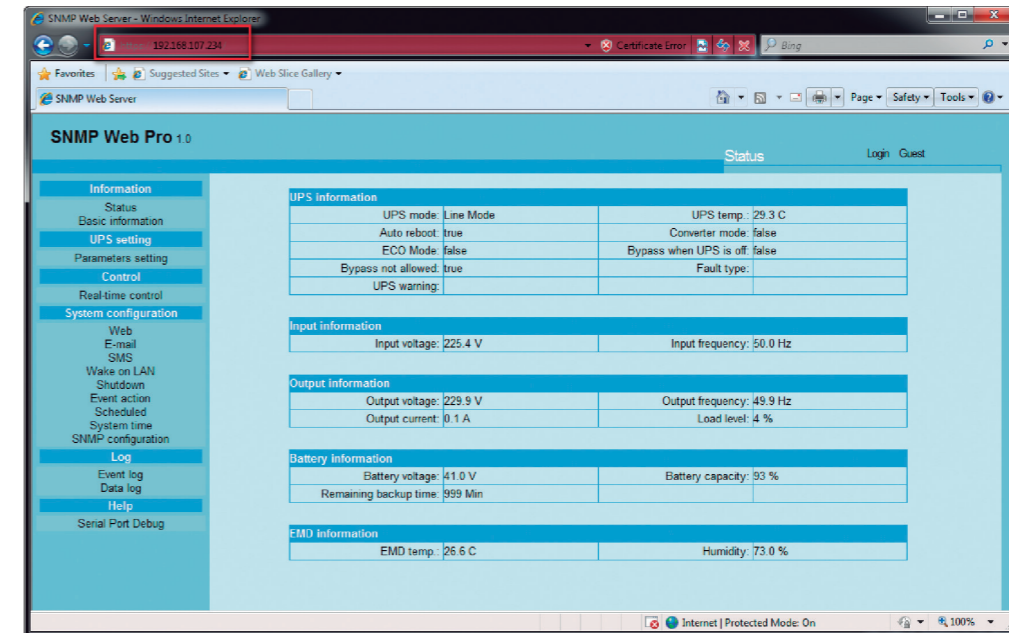 SNMP Web Server - Windows Internet Explorer
192.168.107.234
Certificate Error
Bing
Favorites
Suggested Sites
Web Slice Gallery
SNMP Web Server
Page
Safety
Tools
SNMP Web Pro 1.0
Status
Login Guest
Information
Status
Basic information
UPS setting
Parameters setting
Control
Real-time control
System configuration
Web
E-mail
SMS
Wake on LAN
Shutdown
Event action
Scheduled
System time
SNMP configuration
Log
Event log
Data log
Help
Serial Port Debug
UPS information
UPS mode: Line Mode UPS temp.: 29.3 C
Auto reboot: true Converter mode: false
ECO Mode: false Bypass when UPS is off: false
Bypass not allowed: true Fault type:
UPS warning:
Input information
Input voltage: 225.4 V Input frequency: 50.0 Hz
Output information
Output voltage: 229.9 V Output frequency: 49.9 Hz
Output current: 0.1 A Load level: 4 %
Battery information
Battery voltage: 41.0 V Battery capacity: 93 %
Remaining backup time: 999 Min
EMD information
EMD temp.: 26.6 C Humidity: 73.0 %
Internet | Protected Mode: On
100%